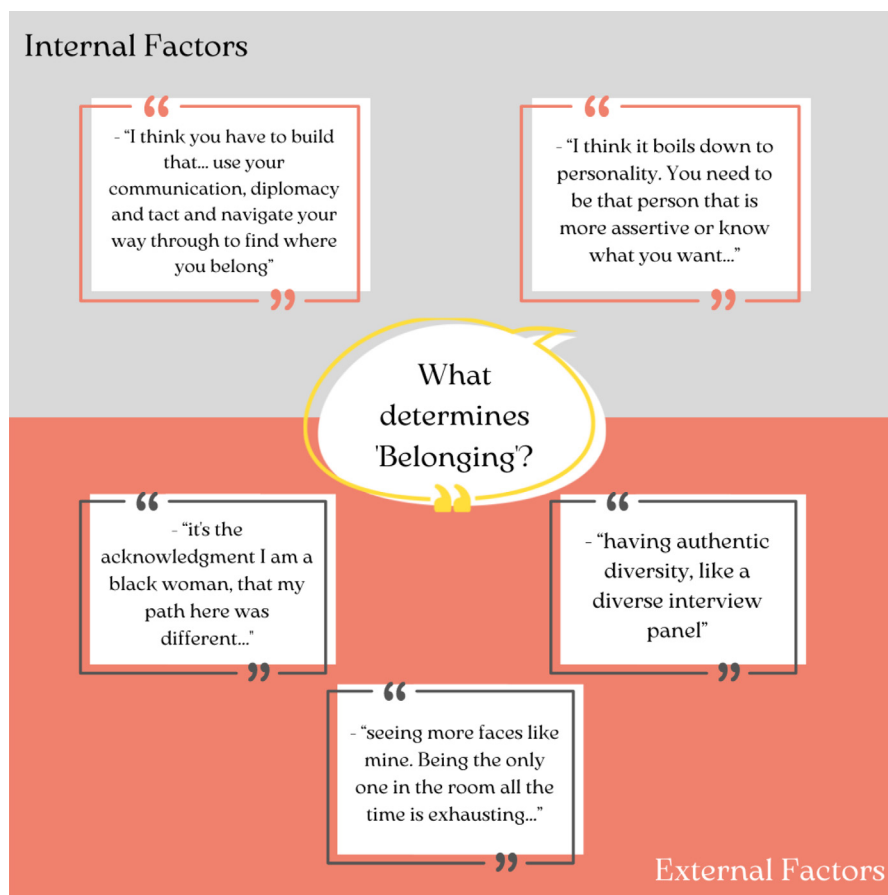 Internal Factors
- “I think you have to build
that... use your
communication, diplomacy
and tact and navigate your
way through to find where
you belong”
- “I think it boils down to
personality. You need to
be that person that is
more assertive or know
what you want...”
What
determines
'Belonging'?
- “it's the
acknowledgment I am a
black woman, that my
path here was
different...”
- “having authentic
diversity, like a
diverse interview
panel”
- “seeing more faces like
mine. Being the only
one in the room all the
time is exhausting...”
External Factors